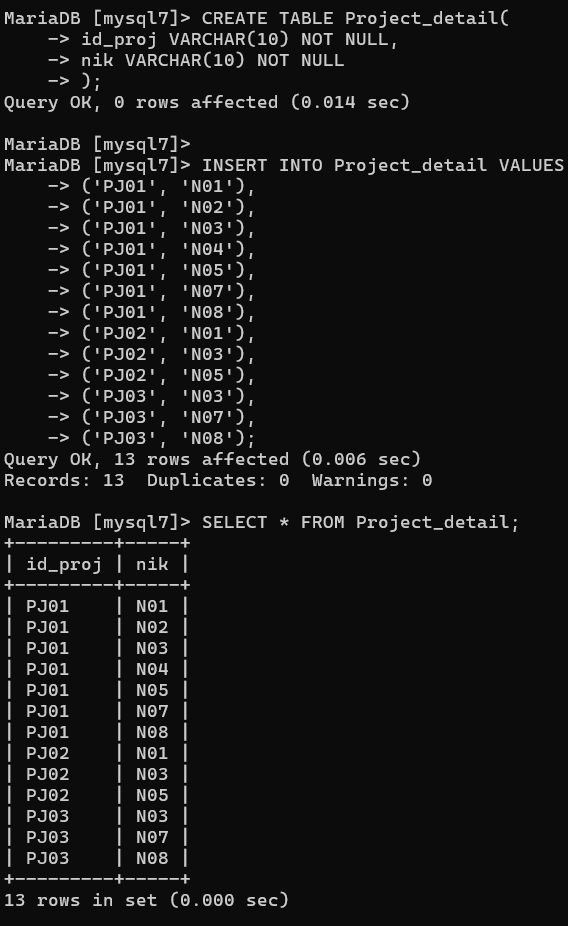 MariaDB [mysql7]> CREATE TABLE Project_detail(
    -> id_proj VARCHAR(10) NOT NULL,
    -> nik VARCHAR(10) NOT NULL
    -> );
Query OK, 0 rows affected (0.014 sec)

MariaDB [mysql7]>
MariaDB [mysql7]> INSERT INTO Project_detail VALUES
    -> ('PJ01', 'N01'),
    -> ('PJ01', 'N02'),
    -> ('PJ01', 'N03'),
    -> ('PJ01', 'N04'),
    -> ('PJ01', 'N05'),
    -> ('PJ01', 'N07'),
    -> ('PJ01', 'N08'),
    -> ('PJ02', 'N01'),
    -> ('PJ02', 'N03'),
    -> ('PJ02', 'N05'),
    -> ('PJ03', 'N03'),
    -> ('PJ03', 'N07'),
    -> ('PJ03', 'N08');
Query OK, 13 rows affected (0.006 sec)
Records: 13  Duplicates: 0  Warnings: 0

MariaDB [mysql7]> SELECT * FROM Project_detail;
+---------+-----+
| id_proj | nik |
+---------+-----+
| PJ01    | N01 |
| PJ01    | N02 |
| PJ01    | N03 |
| PJ01    | N04 |
| PJ01    | N05 |
| PJ01    | N07 |
| PJ01    | N08 |
| PJ02    | N01 |
| PJ02    | N03 |
| PJ02    | N05 |
| PJ03    | N03 |
| PJ03    | N07 |
| PJ03    | N08 |
+---------+-----+
13 rows in set (0.000 sec)